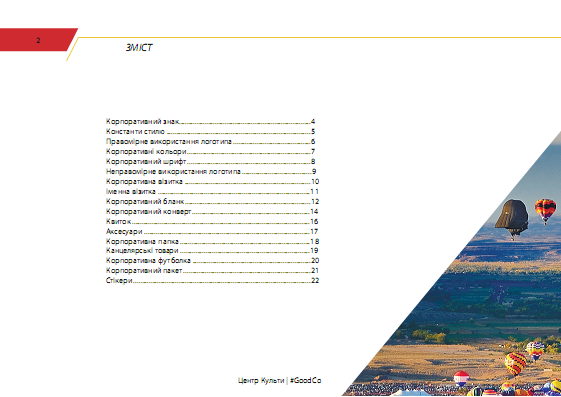 2
ЗМІСТ
Корпоративний знак........4
Константи стилю........5
Правомірне використання логотипа........6
Корпоративні кольори........7
Корпоративний шрифт........8
Неправомірне використання логотипа........9
Корпоративна візитка........10
Іменна візитка........11
Корпоративний бланк........12
Корпоративний конверт........14
Квиток........16
Аксесуари........17
Корпоративна папка........18
Канцелярські товари........19
Корпоративна футболка........20
Корпоративний пакет........21
Стікери........22
Центр Культи | #GoodCo